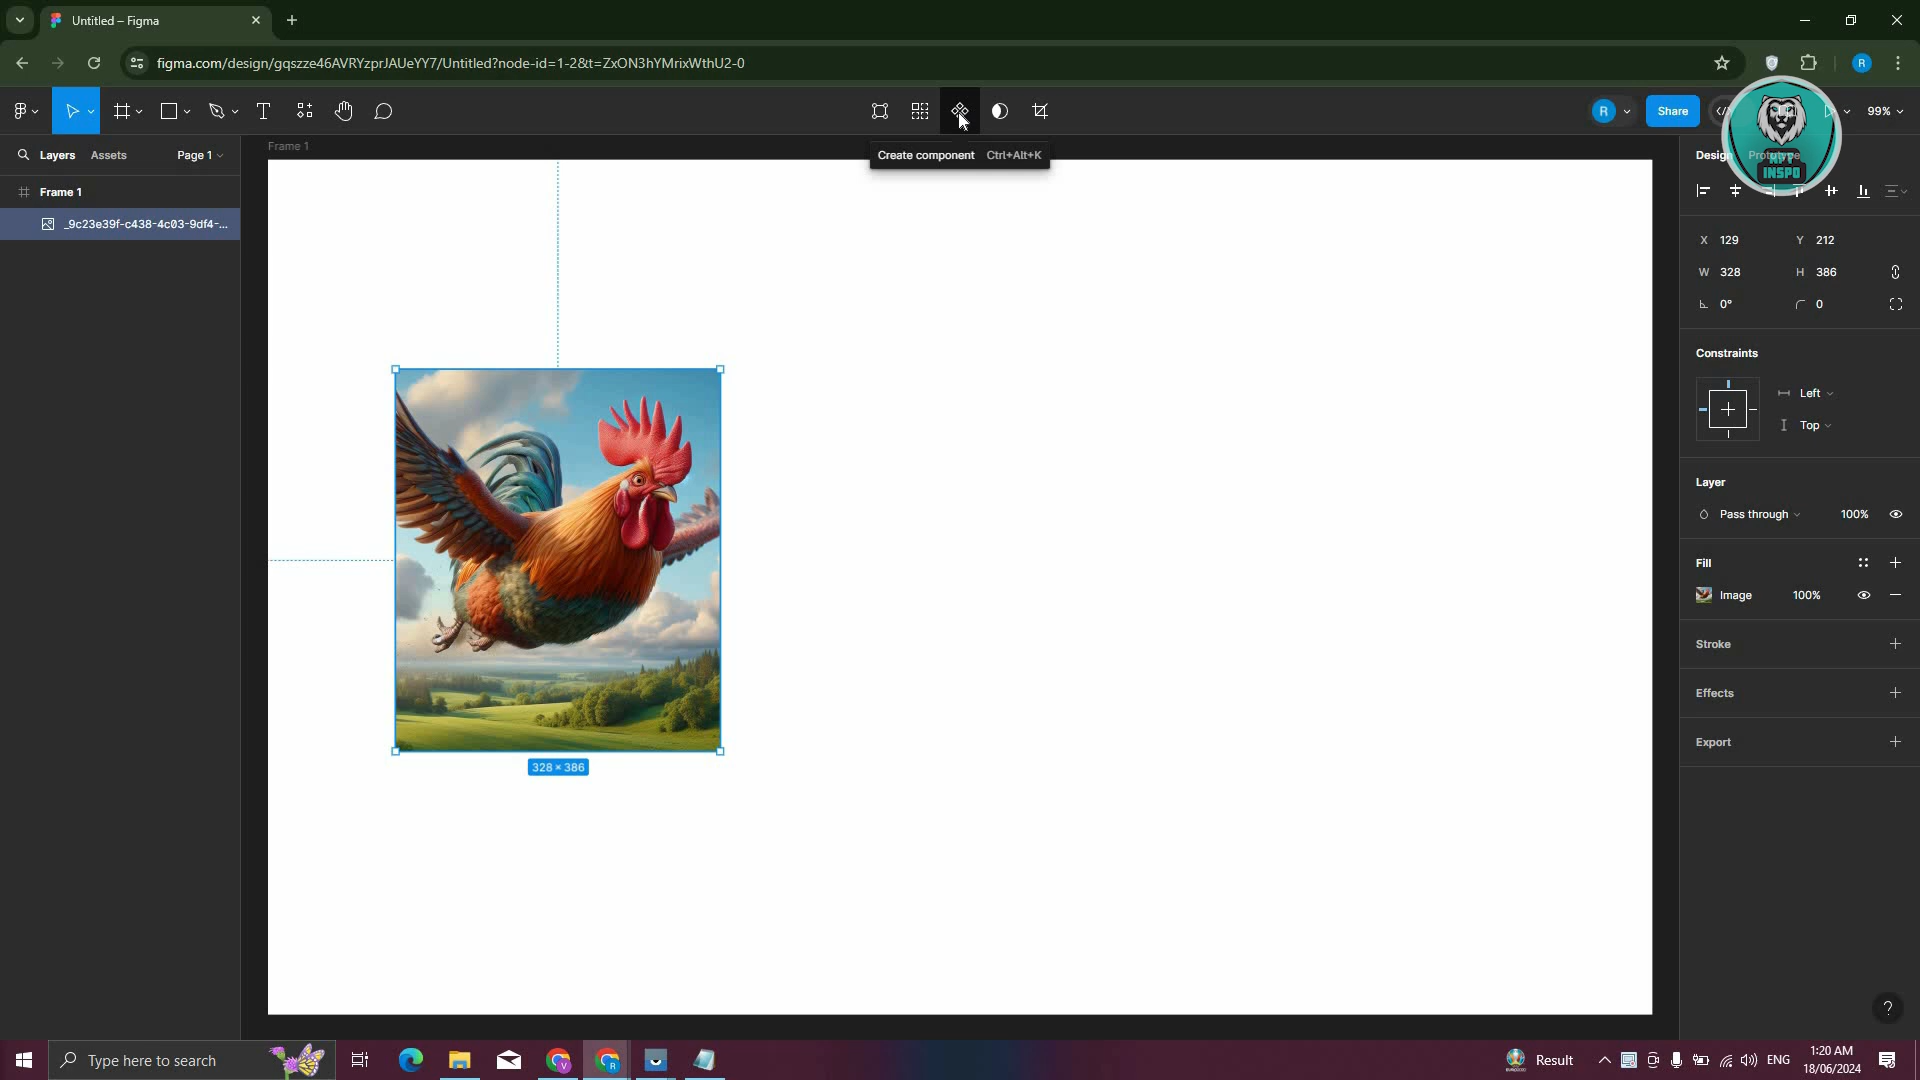 Untitled – Figma
figma.com/design/gqszze46AVRYzprJAUeYY7/Untitled?node-id=1-2&t=ZxON3hYMrixWthU2-0
R
R
Share
99%
Layers
Assets
Page 1
Frame 1
Create component Ctrl+Alt+K
Design
Prototype
NPT
INSPO
Frame 1
_9c23e39f-c438-4c03-9df4-...
X 129
Y 212
W 328
H 386
0°
0
Constraints
Left
Top
Layer
Pass through
100%
Fill
Image
100%
Stroke
Effects
Export
328 × 386
?
Type here to search
V
R
Result
ENG
1:20 AM
18/06/2024